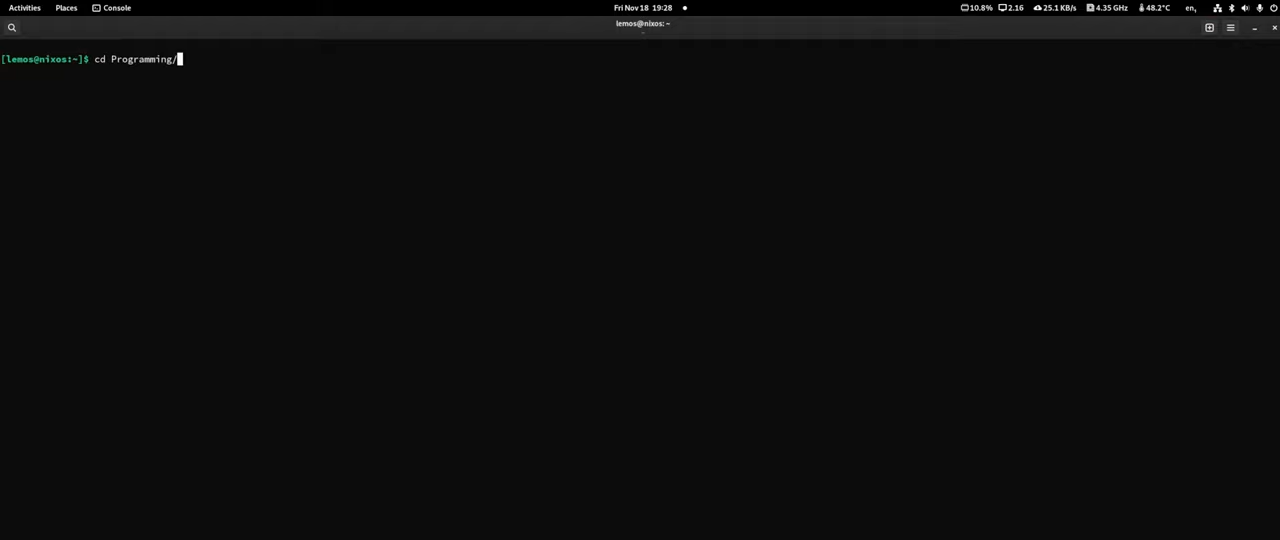 Activities Places Console Fri Nov 18 19:28 10.8% 2.16 25.1 KB/s 4.35 GHz 48.2°C en₁
lemos@nixos: ~
~
[lemos@nixos:~]$ cd Programming/